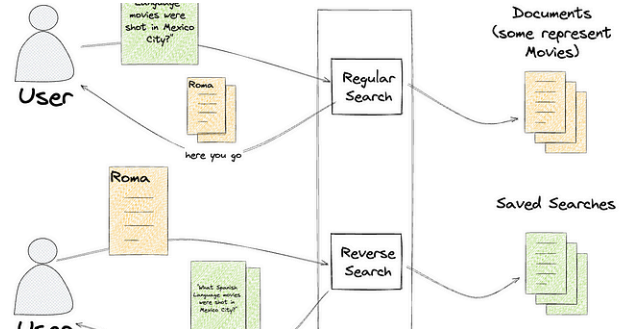 Language
movies were
shot in Mexico
City?"
User
Roma
here you go
Regular
Search
Documents
(some represent
Movies)
Roma
Saved Searches
Reverse
Search
"What Spanish
Language movies
were shot in
Mexico City?"
User